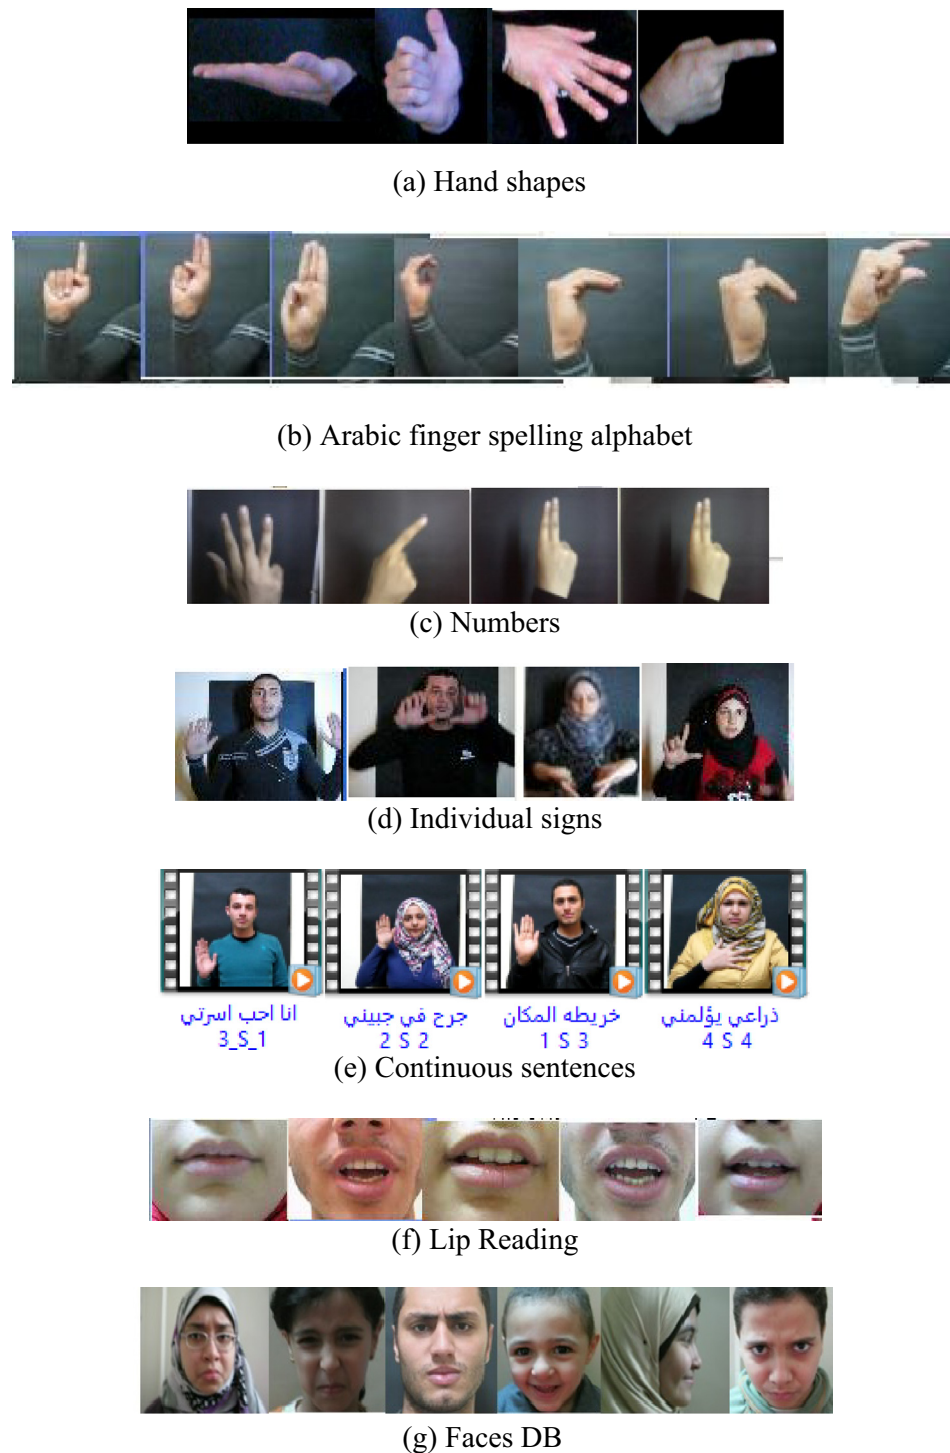 (a) Hand shapes
(b) Arabic finger spelling alphabet
(c) Numbers
(d) Individual signs
انا احب اسرتي
3_S_1
جرح في جبيني
2 S 2
خريطه المكان
1 S 3
ذراعي يؤلمني
4 S 4
(e) Continuous sentences
(f) Lip Reading
(g) Faces DB